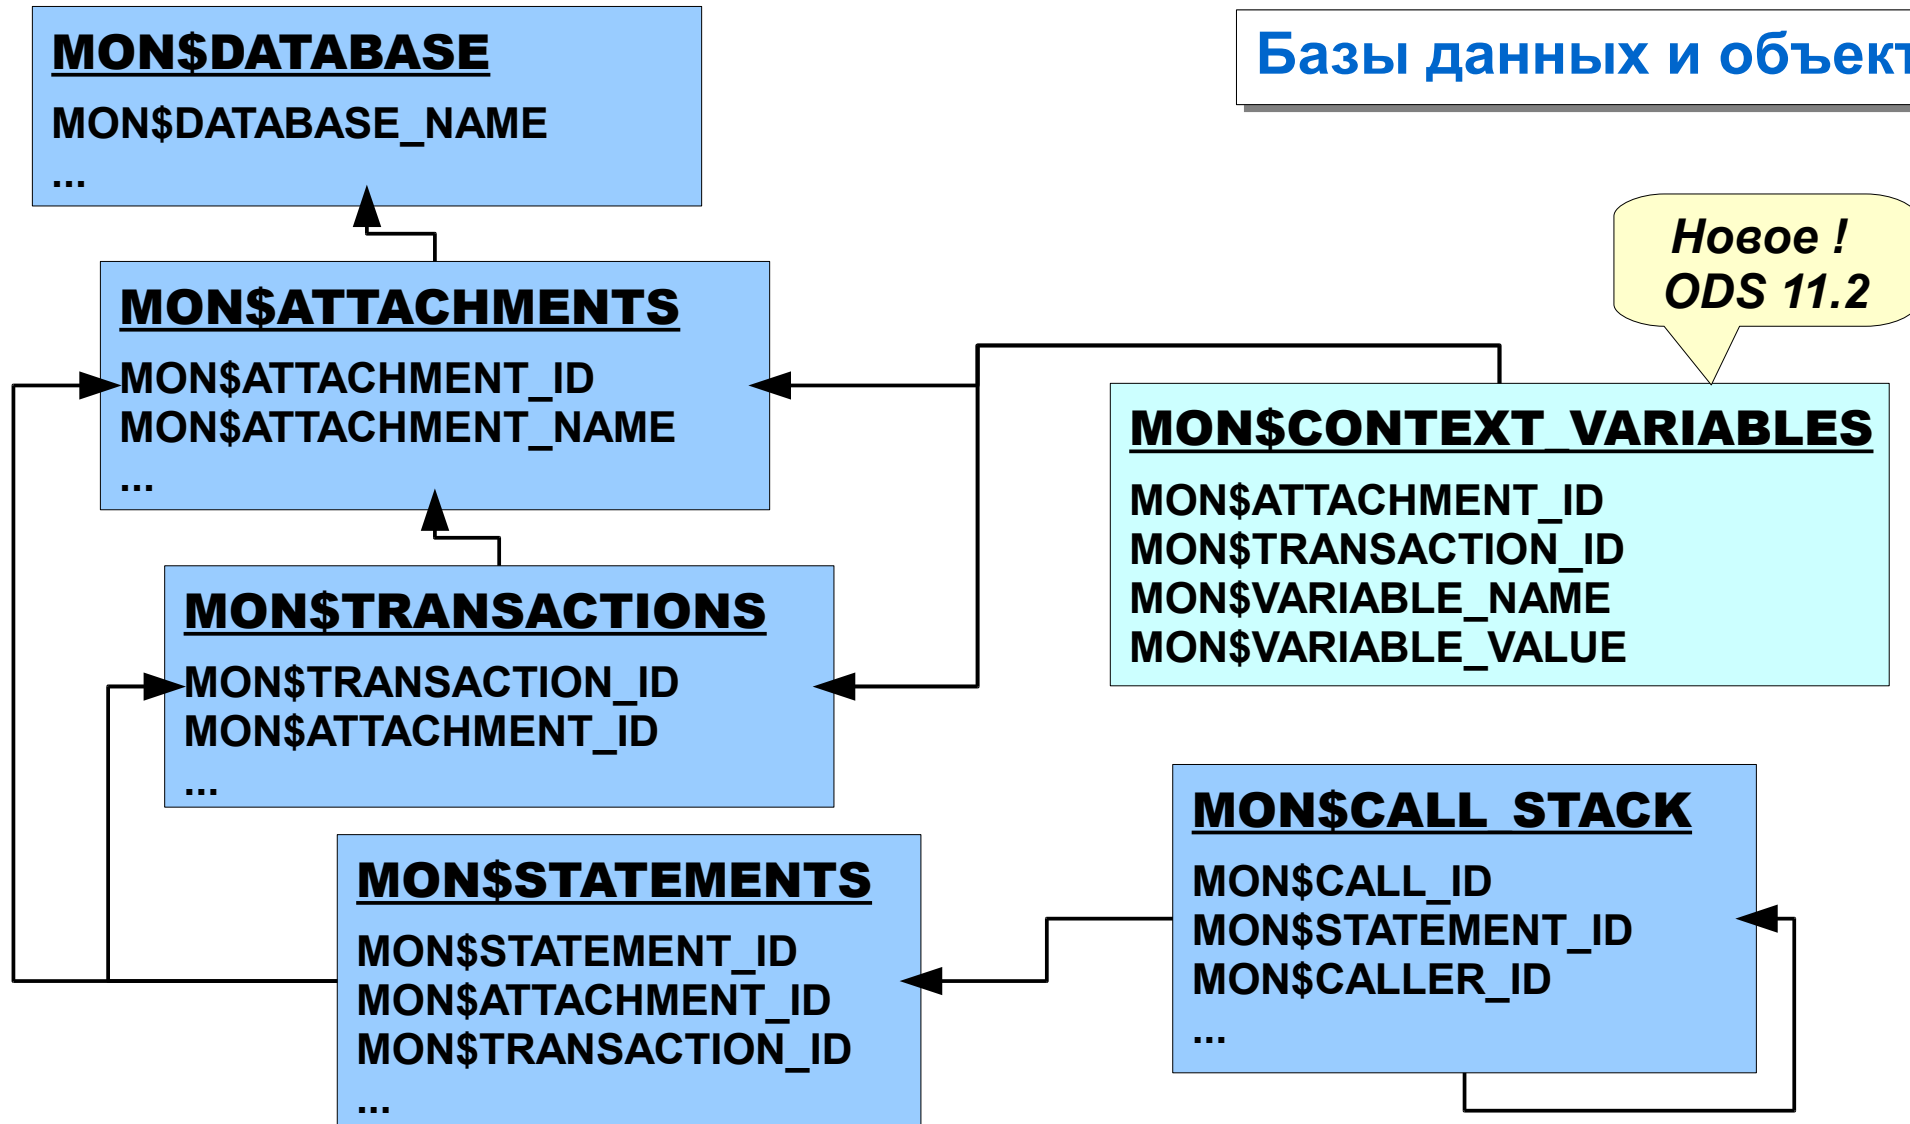 MON$DATABASE
MON$DATABASE_NAME
...
Базы данных и объект
MON$ATTACHMENTS
MON$ATTACHMENT_ID
MON$ATTACHMENT_NAME
...
Новое !
ODS 11.2
MON$CONTEXT_VARIABLES
MON$ATTACHMENT_ID
MON$TRANSACTION_ID
MON$VARIABLE_NAME
MON$VARIABLE_VALUE
MON$TRANSACTIONS
MON$TRANSACTION_ID
MON$ATTACHMENT_ID
...
MON$STATEMENTS
MON$STATEMENT_ID
MON$ATTACHMENT_ID
MON$TRANSACTION_ID
...
MON$CALL_STACK
MON$CALL_ID
MON$STATEMENT_ID
MON$CALLER_ID
...